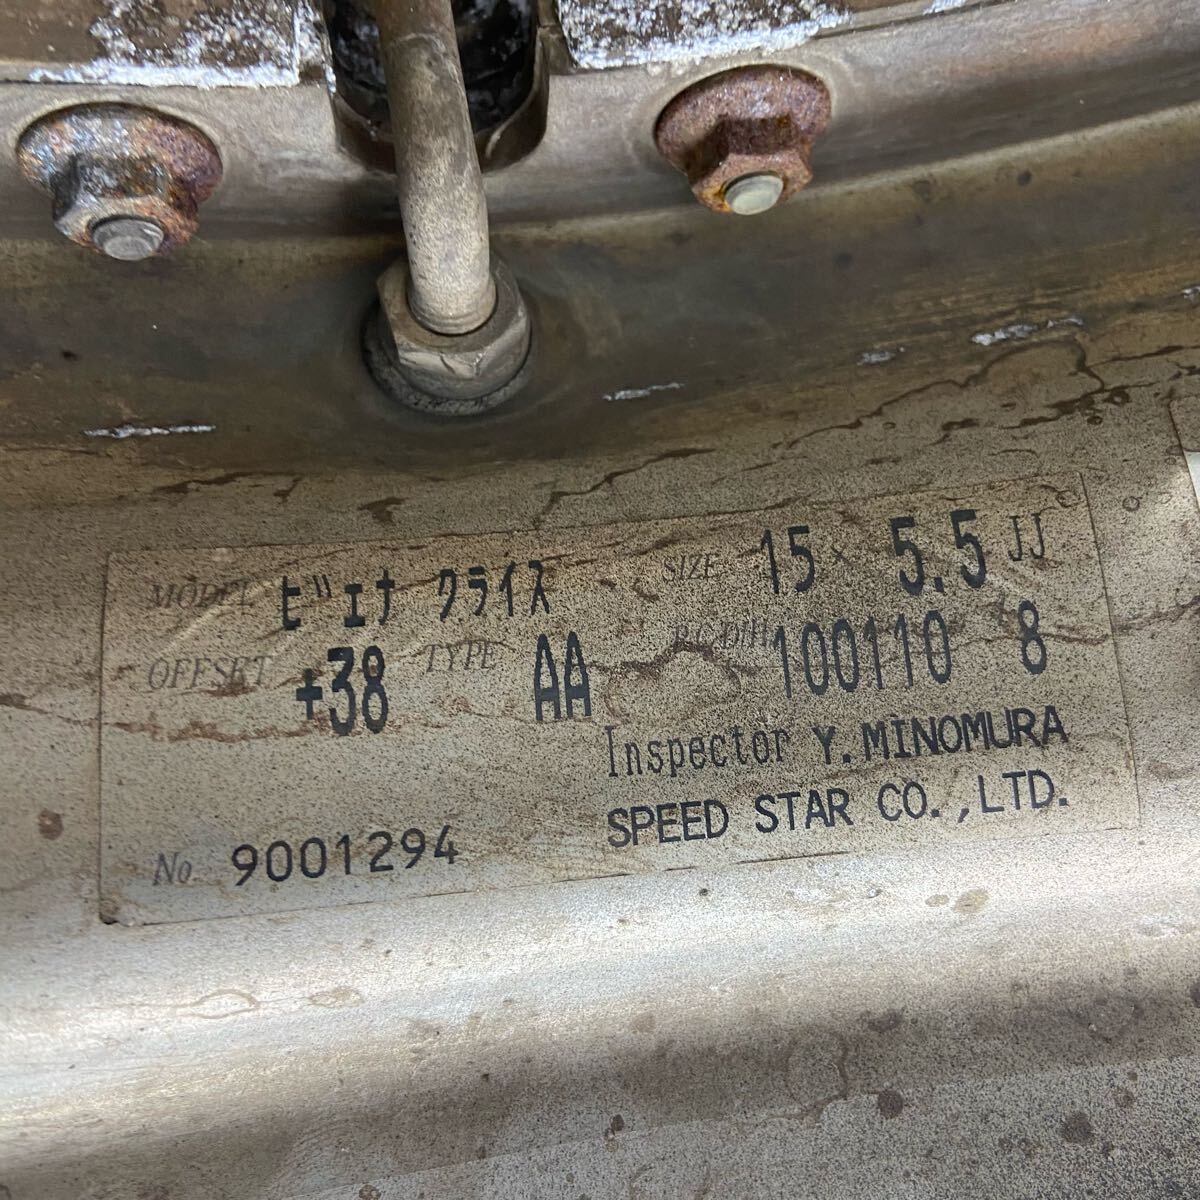 MODEL ビエナ クライス SIZE 15 × 5.5 JJ
OFFSET +38 TYPE AA P.C.D/H 100110 8
Inspector Y.MINOMURA
No. 9001294 SPEED STAR CO.,LTD.